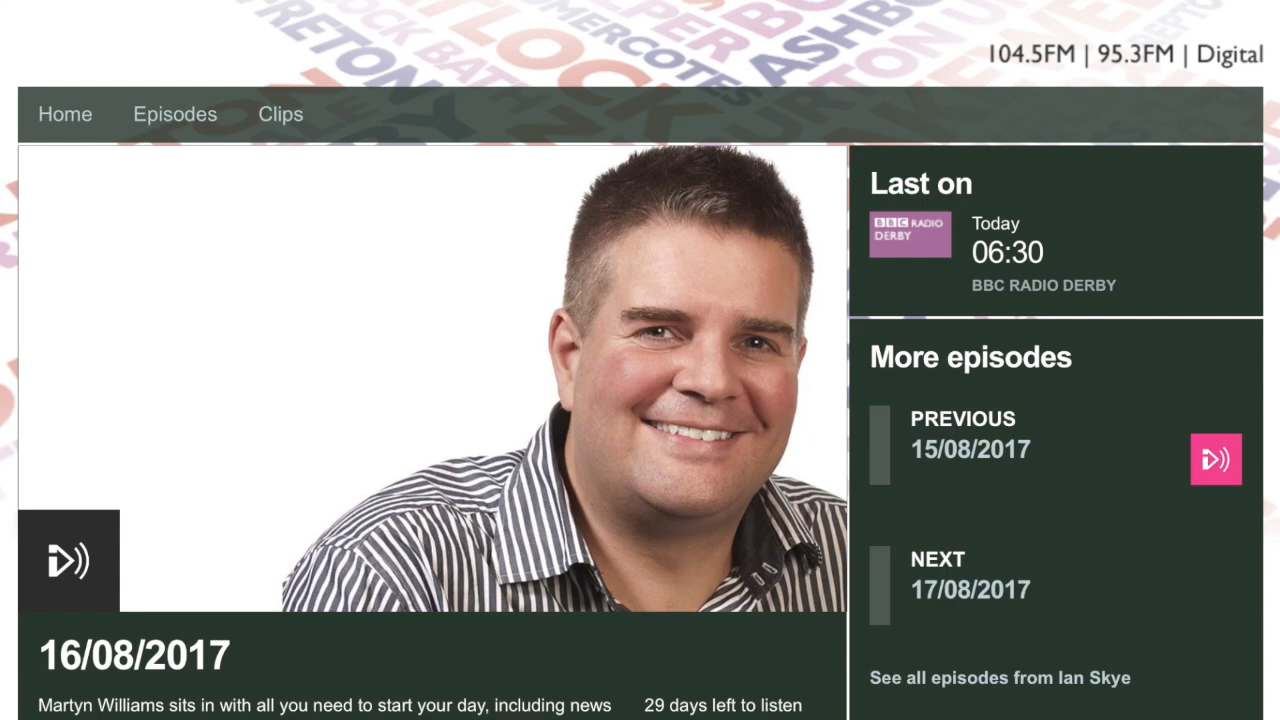 104.5FM | 95.3FM | Digital
Home Episodes Clips
Last on
BBC RADIO
DERBY
Today
06:30
BBC RADIO DERBY
More episodes
PREVIOUS
15/08/2017
NEXT
17/08/2017
See all episodes from Ian Skye
16/08/2017
Martyn Williams sits in with all you need to start your day, including news
29 days left to listen